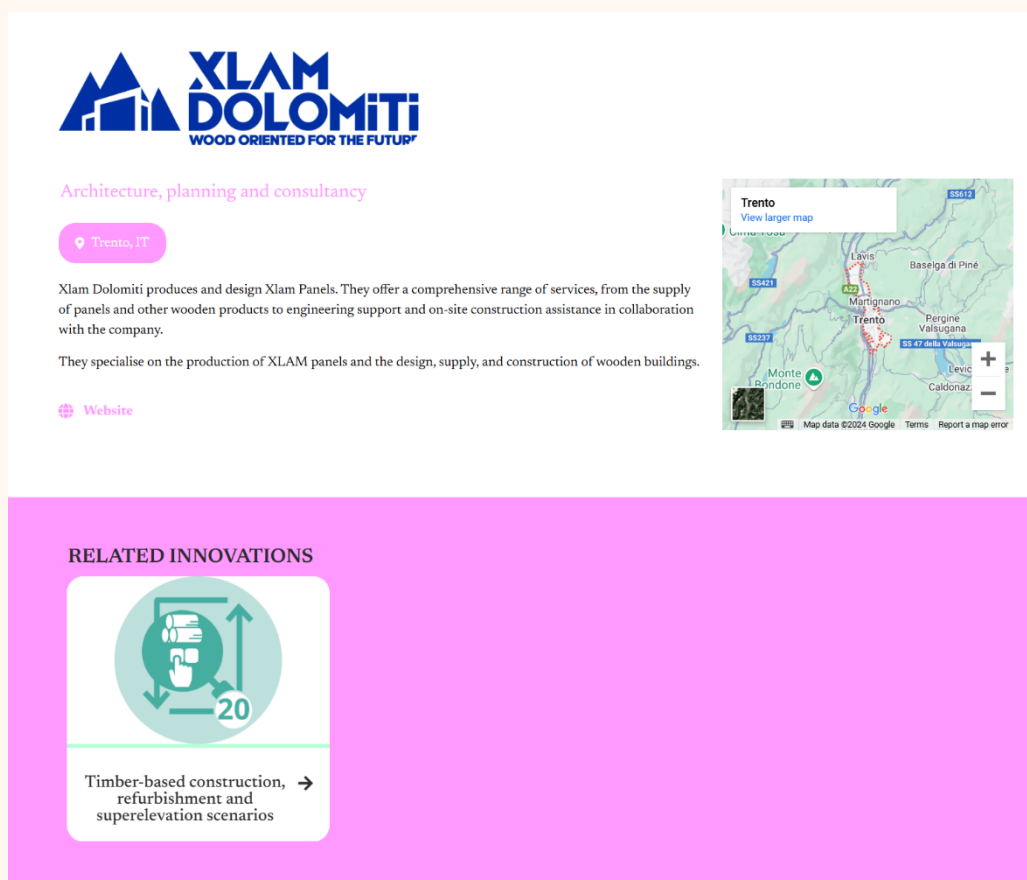 XLAM
DOLOMiTi
WOOD ORIENTED FOR THE FUTUR
Architecture, planning and consultancy
Trento, IT
Xlam Dolomiti produces and design Xlam Panels. They offer a comprehensive range of services, from the supply
of panels and other wooden products to engineering support and on-site construction assistance in collaboration
with the company.
They specialise on the production of XLAM panels and the design, supply, and construction of wooden buildings.
Website
Trento
View larger map
SS612
Lavis
Baselga di Piné
SS421
A22
Martignano
Trento
Pergine
Valsugana
SS237
SS 47 della Valsugan
Monte
Bondone
Levic
Caldonaz
Google
Map data ©2024 Google
Terms
Report a map error
RELATED INNOVATIONS
20
Timber-based construction,
refurbishment and
superelevation scenarios